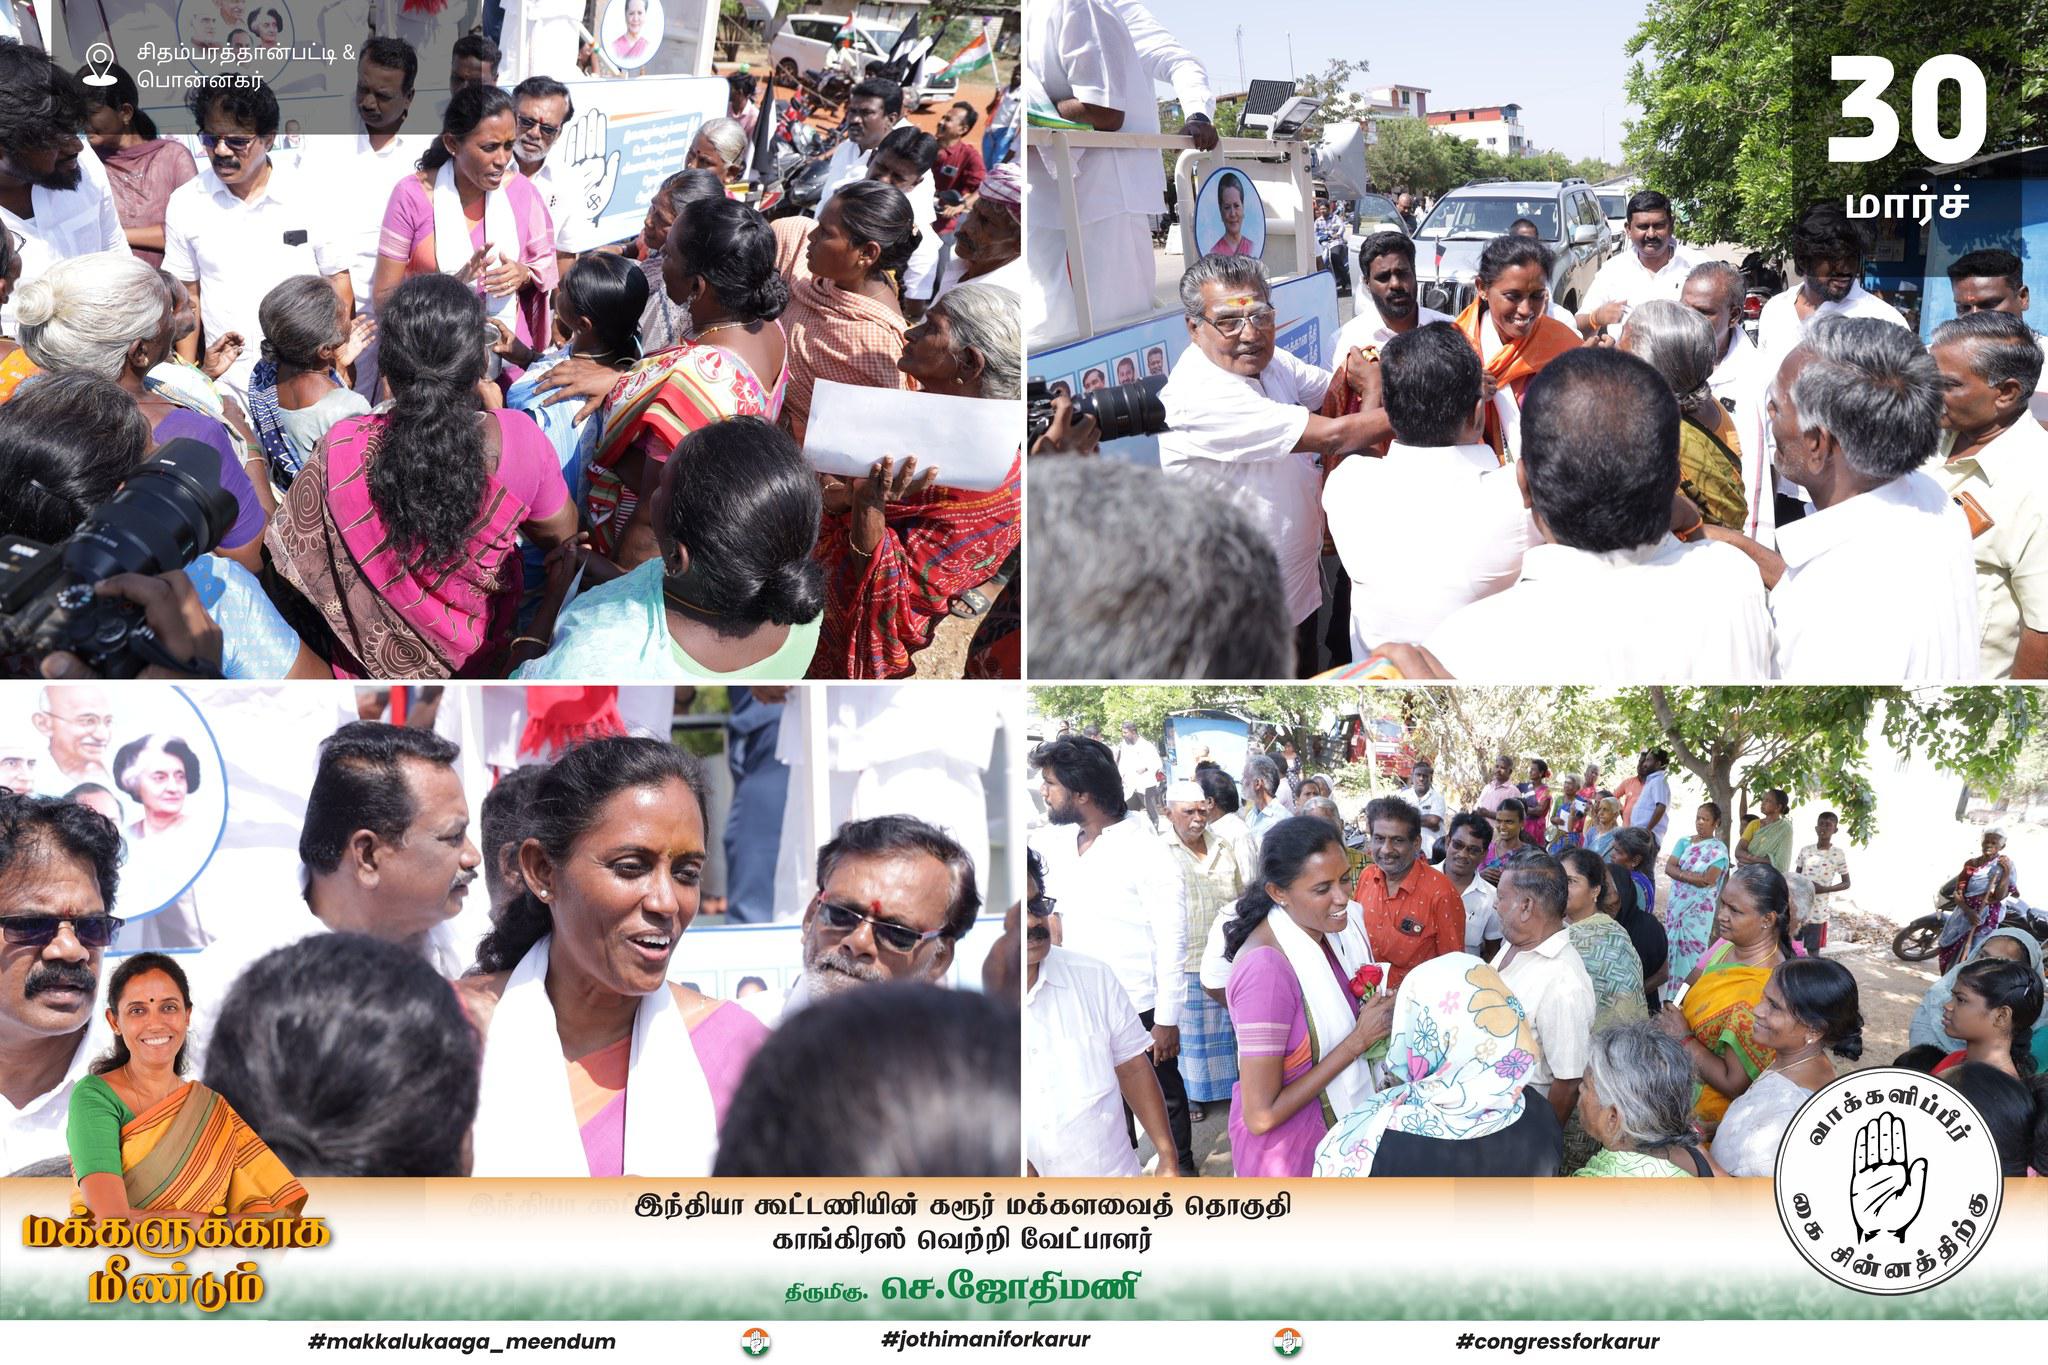 சிதம்பரத்தான்பட்டி &
பொன்னகர்
30
மார்ச்
இந்தியா கூட்டணியின் கரூர் மக்களவைத் தொகுதி
காங்கிரஸ் வெற்றி வேட்பாளர்
திருமிகு. செ.ஜோதிமணி
மக்களுக்காக
மீண்டும்
வாக்களிப்பீர்
கை சின்னத்திற்கு
#makkalukaaga_meendum
#jothimaniforkarur
#congressforkarur